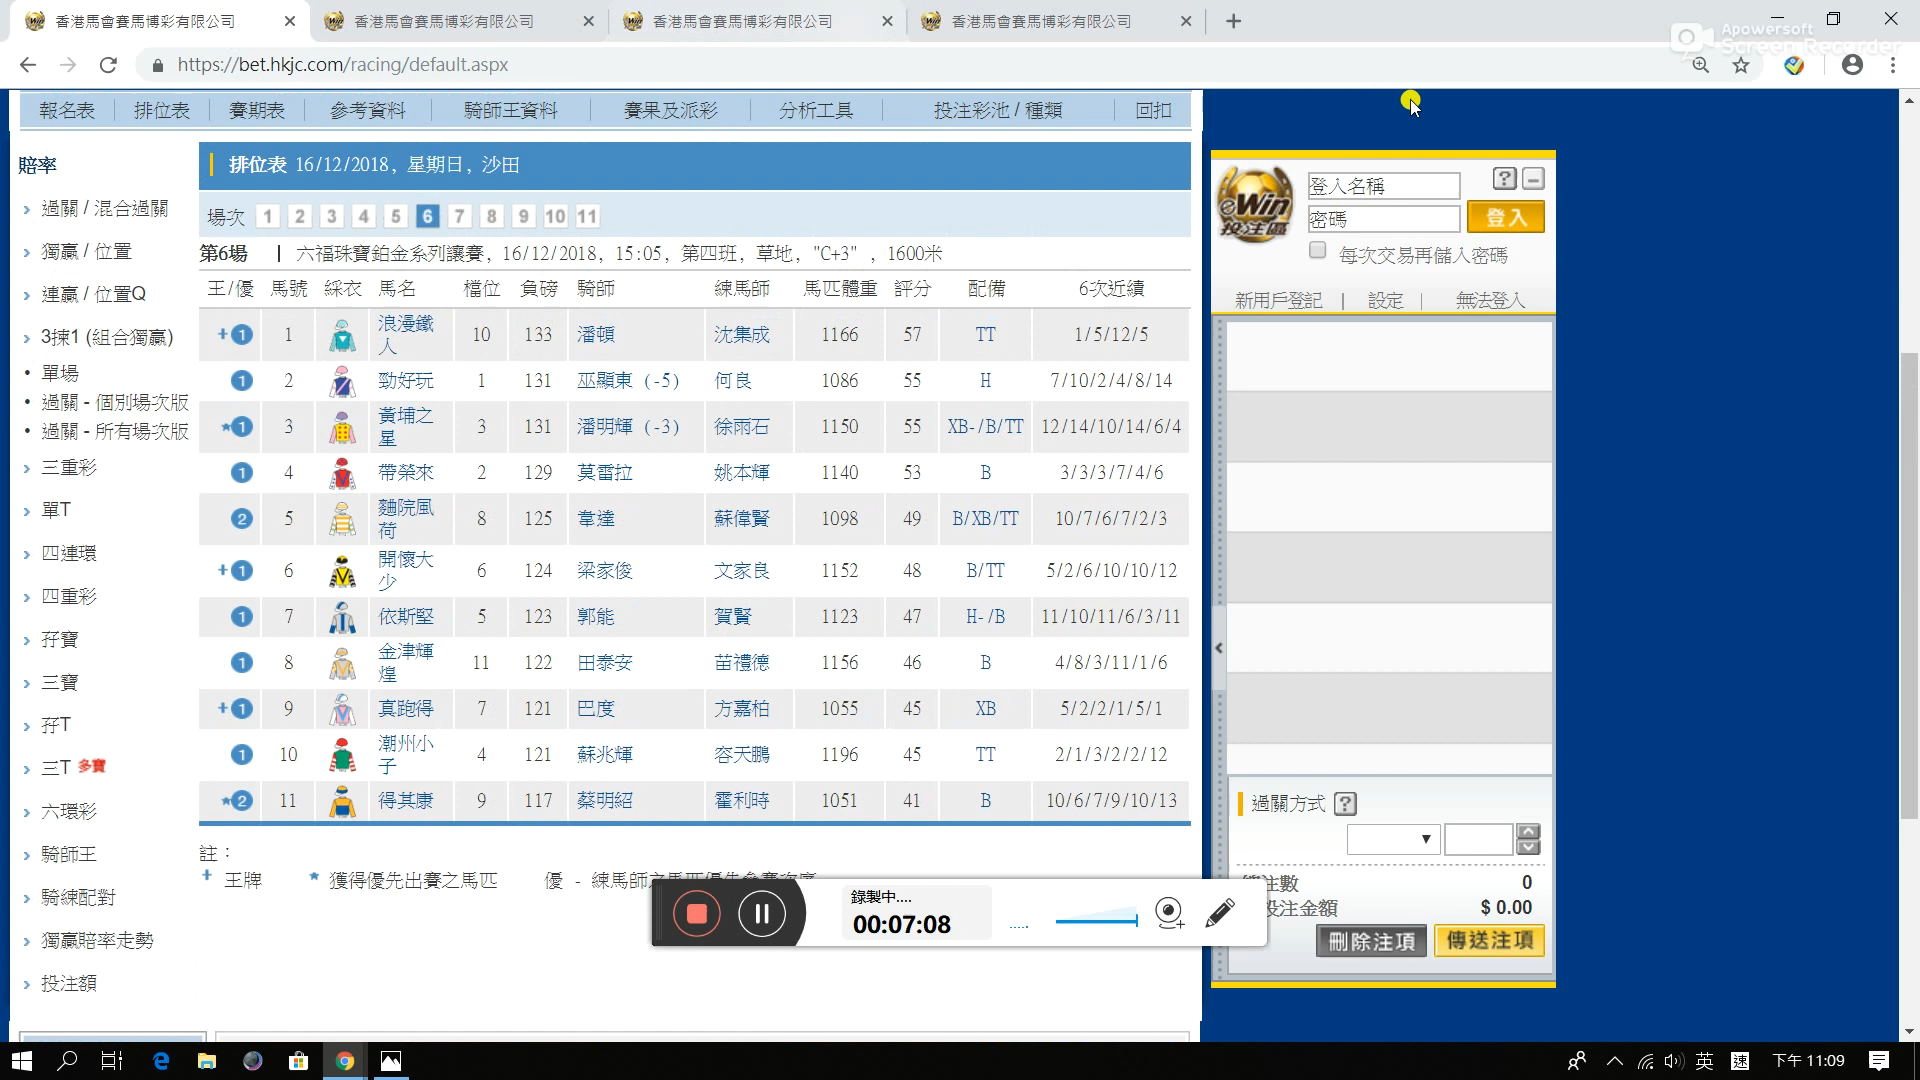 香港馬會賽馬博彩有限公司 香港馬會賽馬博彩有限公司 香港馬會賽馬博彩有限公司 香港馬會賽馬博彩有限公司
Apowersoft
Screen Recorder
https://bet.hkjc.com/racing/default.aspx
報名表 排位表 賽期表 參考資料 騎師王資料 賽果及派彩 分析工具 投注彩池 / 種類 回扣
賠率
過關 / 混合過關
獨贏 / 位置
連贏 / 位置Q
3揀1 (組合獨贏)
• 單場
• 過關 - 個別場次版
• 過關 - 所有場次版
三重彩
單T
四連環
四重彩
孖寶
三寶
孖T
三T 多寶
六環彩
騎師王
騎練配對
獨贏賠率走勢
投注額
排位表 16/12/2018, 星期日, 沙田
場次 1 2 3 4 5 6 7 8 9 10 11
第6場 | 六福珠寶鉑金系列讓賽, 16/12/2018, 15:05, 第四班, 草地, "C+3" , 1600米
王/優 馬號 綵衣 馬名 檔位 負磅 騎師 練馬師 馬匹體重 評分 配備 6次近績
+1 1 浪漫鐵人 10 133 潘頓 沈集成 1166 57 TT 1/5/12/5
1 2 勁好玩 1 131 巫顯東 (-5) 何良 1086 55 H 7/10/2/4/8/14
★1 3 黃埔之星 3 131 潘明輝 (-3) 徐雨石 1150 55 XB-/B/TT 12/14/10/14/6/4
1 4 帶榮來 2 129 莫雷拉 姚本輝 1140 53 B 3/3/3/7/4/6
2 5 麯院風荷 8 125 韋達 蘇偉賢 1098 49 B/XB/TT 10/7/6/7/2/3
+1 6 開懷大少 6 124 梁家俊 文家良 1152 48 B/TT 5/2/6/10/10/12
1 7 依斯堅 5 123 郭能 賀賢 1123 47 H-/B 11/10/11/6/3/11
1 8 金津輝煌 11 122 田泰安 苗禮德 1156 46 B 4/8/3/11/1/6
+1 9 真跑得 7 121 巴度 方嘉柏 1055 45 XB 5/2/2/1/5/1
1 10 潮州小子 4 121 蘇兆輝 容天鵬 1196 45 TT 2/1/3/2/2/12
★2 11 得其康 9 117 蔡明紹 霍利時 1051 41 B 10/6/7/9/10/13
註：
+ 王牌 ★ 獲得優先出賽之馬匹 優 - 練馬師之馬匹優先參賽次序
eWin
投注區
登入名稱
密碼
登入
每次交易再儲入密碼
新用戶登記 | 設定 | 無法登入
過關方式 ?
注數 0
投注金額 $ 0.00
刪除注項 傳送注項
錄製中....
00:07:08
英 速 下午 11:09